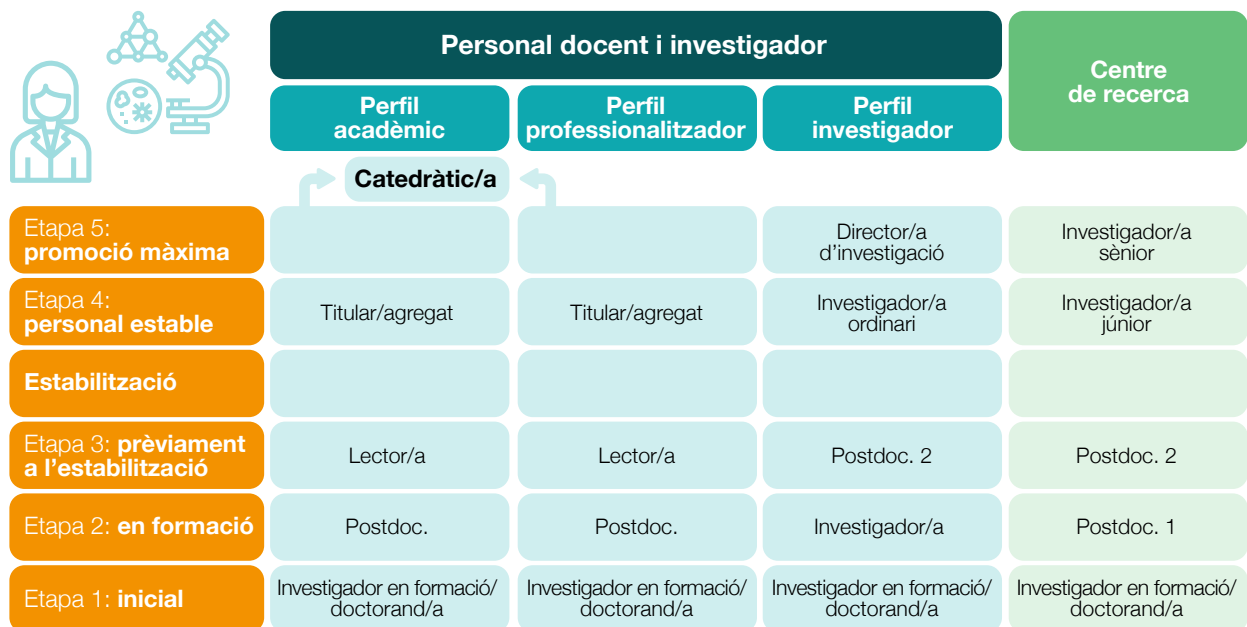 Personal docent i investigador
Centre
de recerca
Perfil
acadèmic
Perfil
professionalitzador
Perfil
investigador
Catedràtic/a
Etapa 5:
promoció màxima
Director/a
d’investigació
Investigador/a
sènior
Etapa 4:
personal estable
Titular/agregat
Titular/agregat
Investigador/a
ordinari
Investigador/a
júnior
Estabilització
Etapa 3: prèviament
a l’estabilització
Lector/a
Lector/a
Postdoc. 2
Postdoc. 2
Etapa 2: en formació
Postdoc.
Postdoc.
Investigador/a
Postdoc. 1
Etapa 1: inicial
Investigador en formació/
doctorand/a
Investigador en formació/
doctorand/a
Investigador en formació/
doctorand/a
Investigador en formació/
doctorand/a